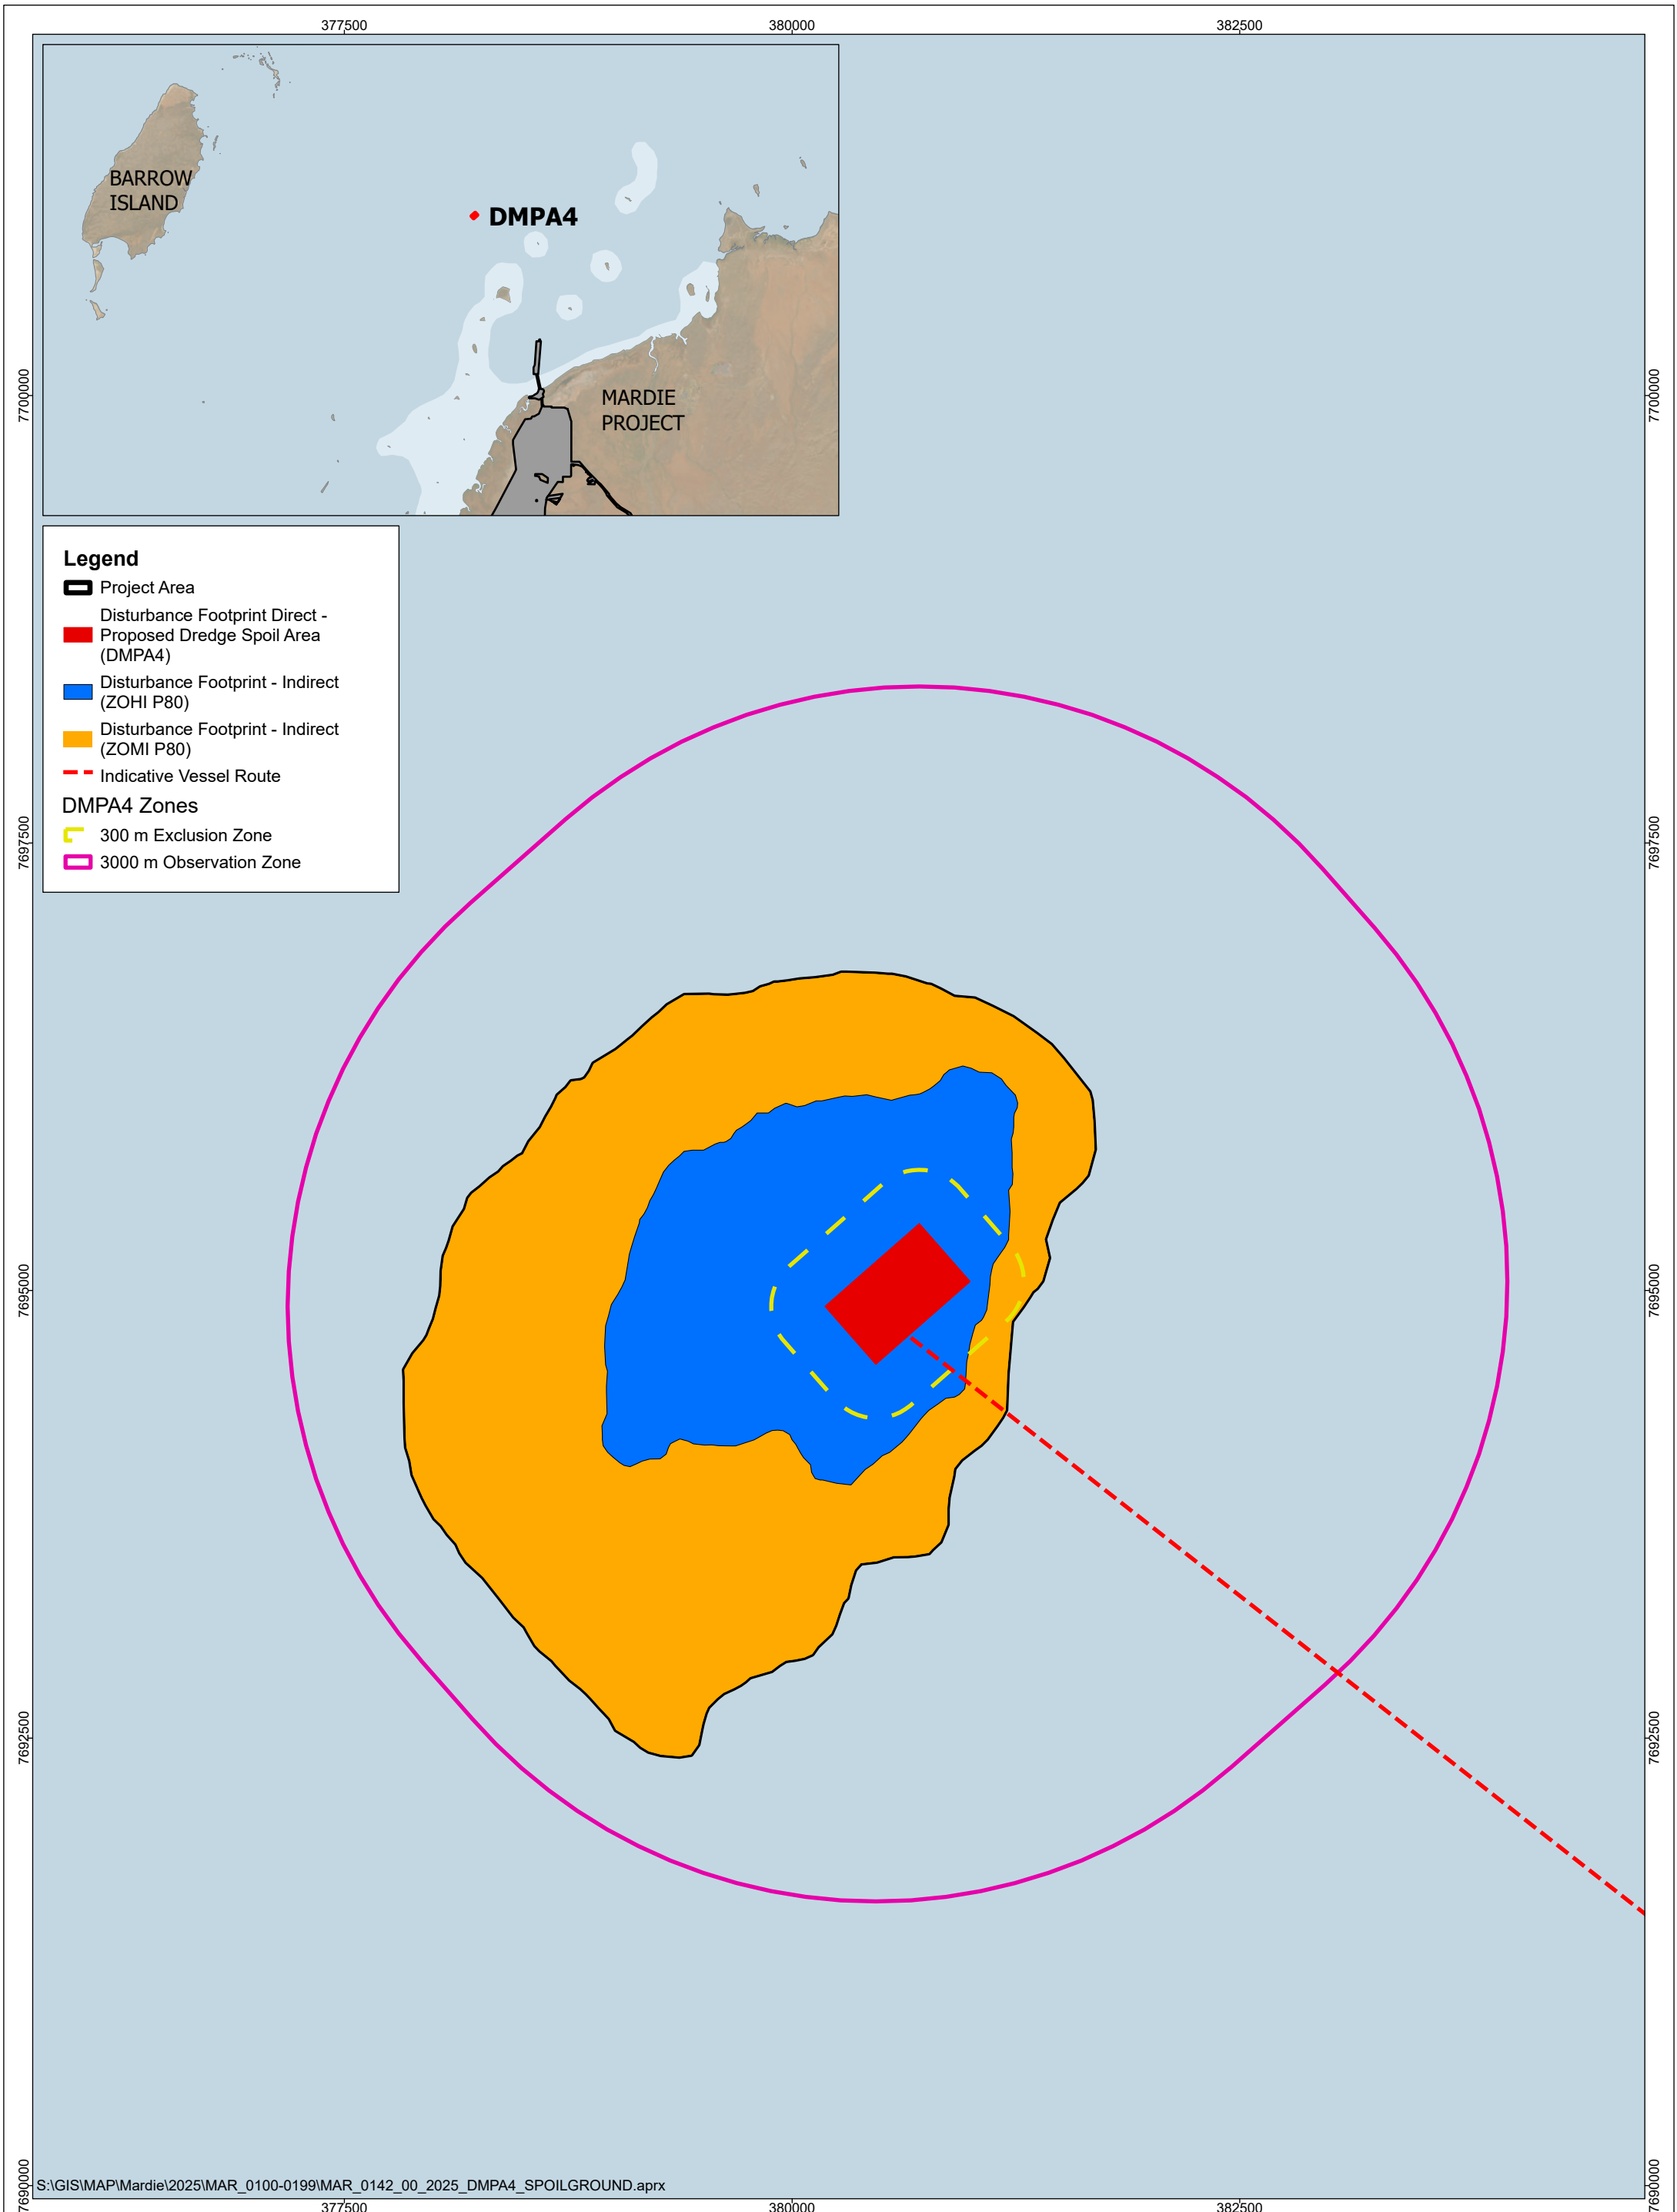 377500
380000
382500
BARROW
ISLAND
DMPA4
MARDIE
PROJECT
7700000
7700000
Legend
Project Area
Disturbance Footprint Direct -
Proposed Dredge Spoil Area
(DMPA4)
Disturbance Footprint - Indirect
(ZOHI P80)
Disturbance Footprint - Indirect
(ZOMI P80)
Indicative Vessel Route
DMPA4 Zones
300 m Exclusion Zone
3000 m Observation Zone
7697500
7697500
7695000
7695000
7692500
7692500
7690000
7690000
S:\GIS\MAP\Mardie\2025\MAR_0100-0199\MAR_0142_00_2025_DMPA4_SPOILGROUND.aprx
377500
380000
382500